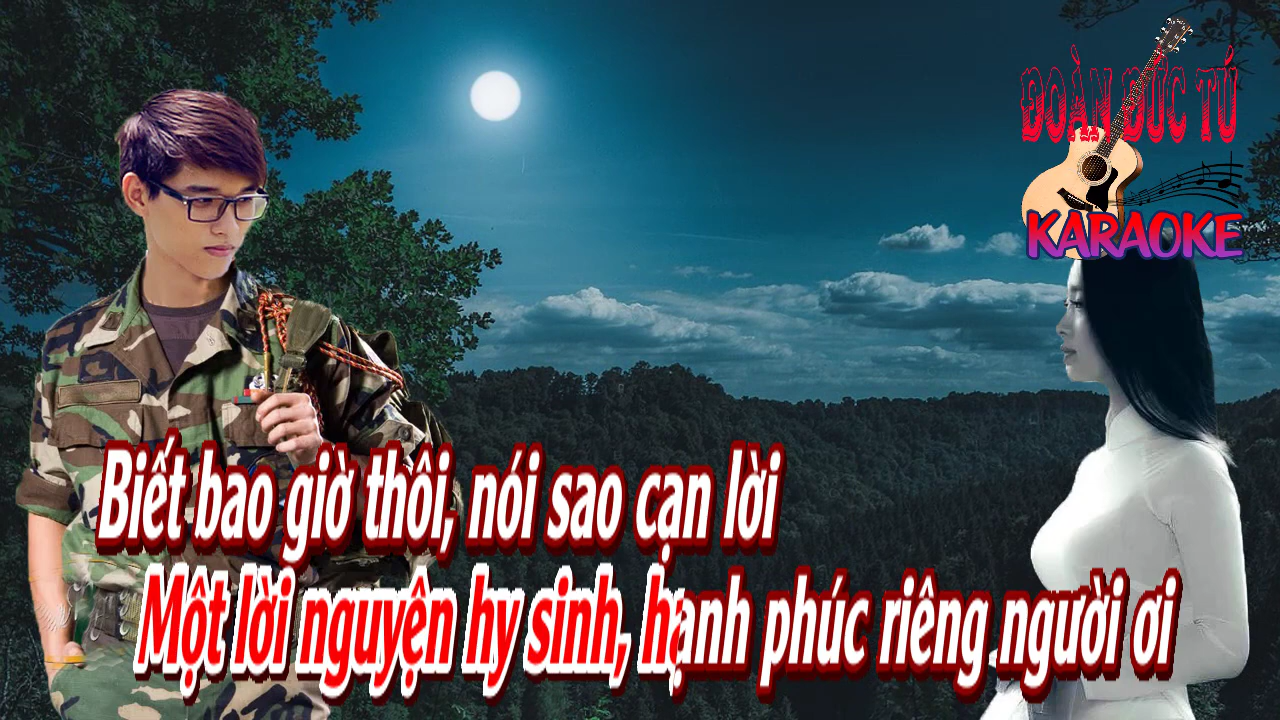 ĐOÀN ĐỨC TÚ
KARAOKE
Biết bao giờ thôi, nói sao cạn lời
Một lời nguyện hy sinh, hạnh phúc riêng người ơi